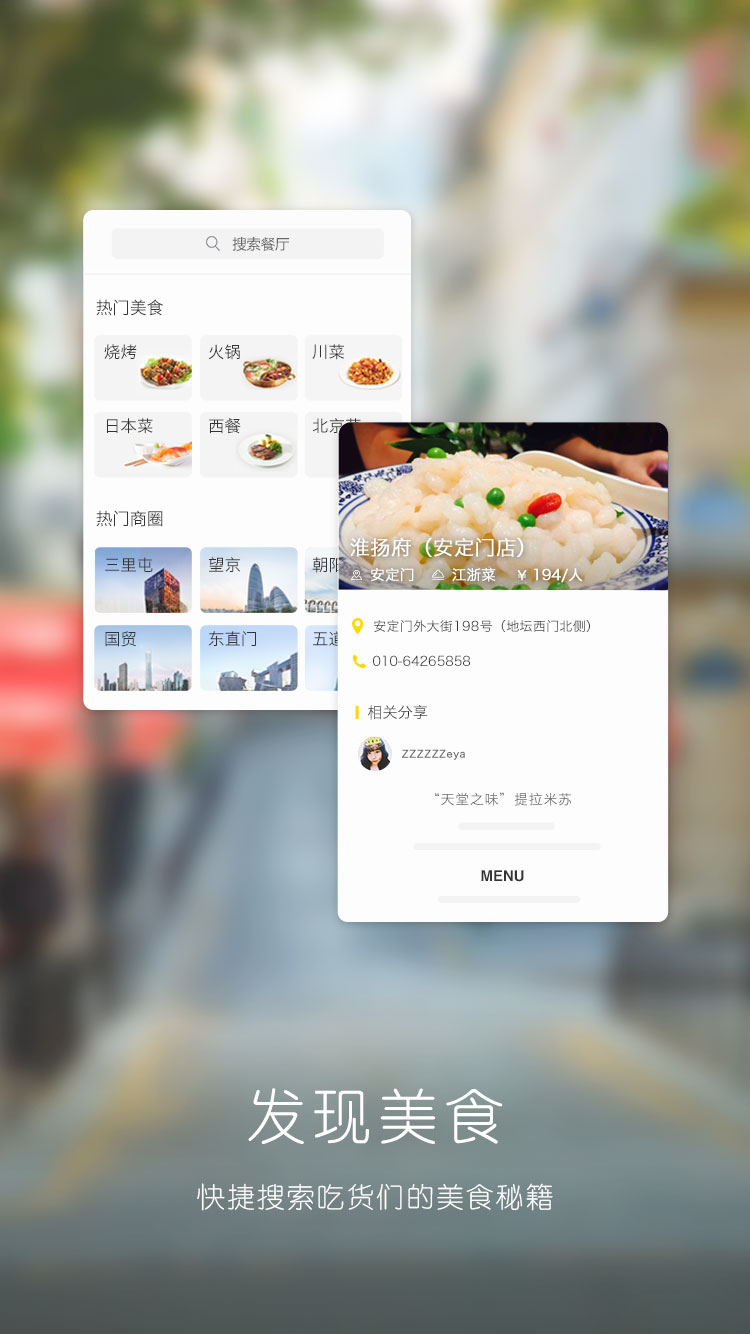 搜索餐厅
热门美食
烧烤 火锅 川菜
日本菜 西餐 北京
热门商圈
三里屯 望京 朝阳
国贸 东直门 五道
淮扬府（安定门店）
安定门 江浙菜 ￥194/人
安定门外大街198号（地坛西门北侧）
010-64265858
相关分享
ZZZZZZeya
“天堂之味”提拉米苏
MENU
发现美食
快捷搜索吃货们的美食秘籍